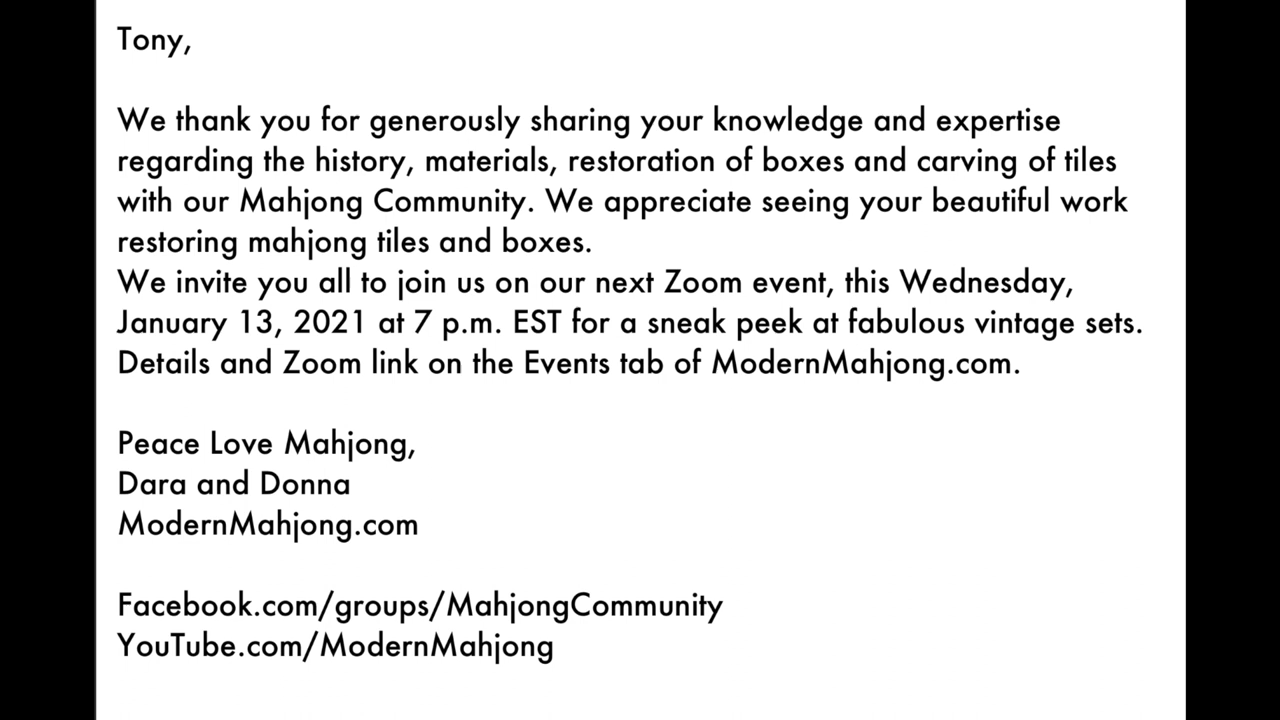 Tony,
We thank you for generously sharing your knowledge and expertise
regarding the history, materials, restoration of boxes and carving of tiles
with our Mahjong Community. We appreciate seeing your beautiful work
restoring mahjong tiles and boxes.
We invite you all to join us on our next Zoom event, this Wednesday,
January 13, 2021 at 7 p.m. EST for a sneak peek at fabulous vintage sets.
Details and Zoom link on the Events tab of ModernMahjong.com.
Peace Love Mahjong,
Dara and Donna
ModernMahjong.com
Facebook.com/groups/MahjongCommunity
YouTube.com/ModernMahjong